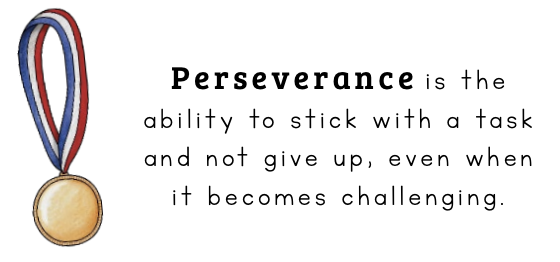 Perseverance is the
ability to stick with a task
and not give up, even when
it becomes challenging.